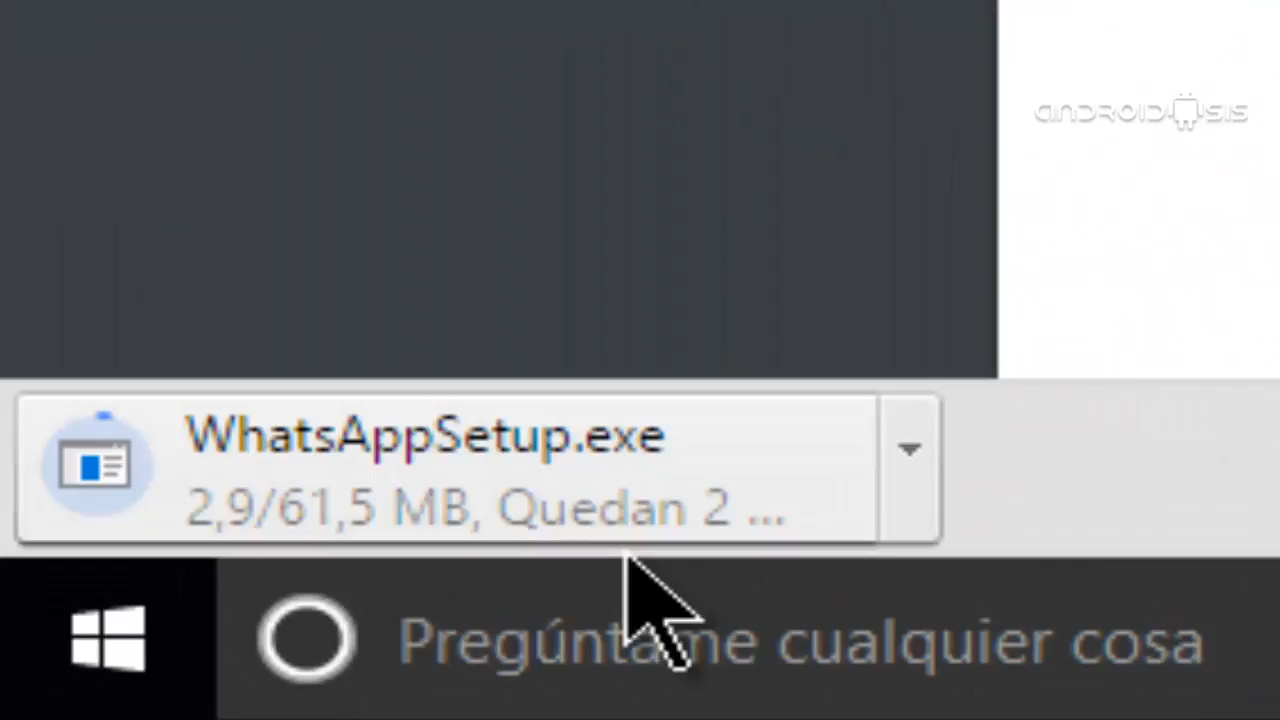 androidsis
WhatsAppSetup.exe
2,9/61,5 MB, Quedan 2 ...
Pregúntame cualquier cosa